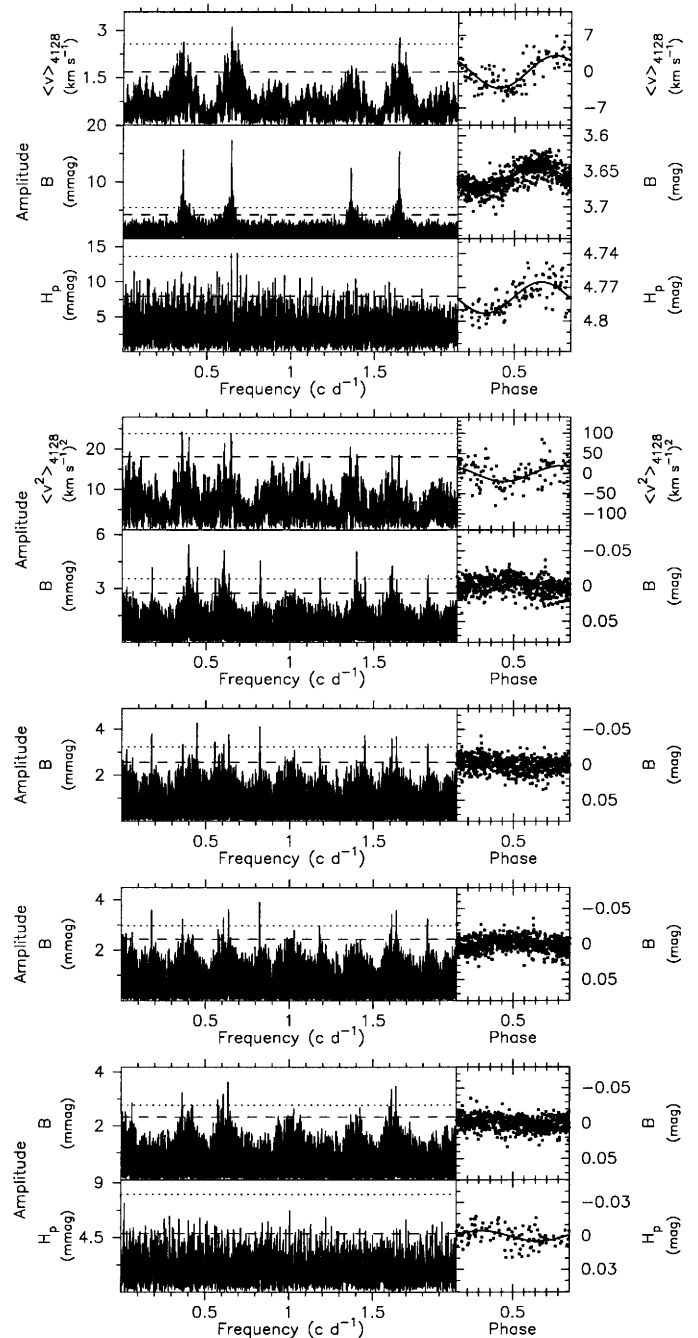 <v>4128
(km s⁻¹)
3
1.5
7
0
−7
<v>4128
(km s⁻¹)
Amplitude
B
(mmag)
20
10
3.6
3.65
3.7
B
(mag)
Hp
(mmag)
15
10
5
4.74
4.77
4.8
Hp
(mag)
0.5 1 1.5 0.5
Frequency (c d⁻¹) Phase
Amplitude
<v²>4128
(km s⁻¹)²
20
10
100
50
0
−50
−100
<v²>4128
(km s⁻¹)²
B
(mmag)
6
3
−0.05
0
0.05
B
(mag)
0.5 1 1.5 0.5
Frequency (c d⁻¹) Phase
Amplitude
B
(mmag)
4
2
−0.05
0
0.05
B
(mag)
0.5 1 1.5 0.5
Frequency (c d⁻¹) Phase
Amplitude
B
(mmag)
4
2
−0.05
0
0.05
B
(mag)
0.5 1 1.5 0.5
Frequency (c d⁻¹) Phase
Amplitude
B
(mmag)
4
2
−0.05
0
0.05
B
(mag)
Hp
(mmag)
9
4.5
−0.03
0
0.03
Hp
(mag)
0.5 1 1.5 0.5
Frequency (c d⁻¹) Phase